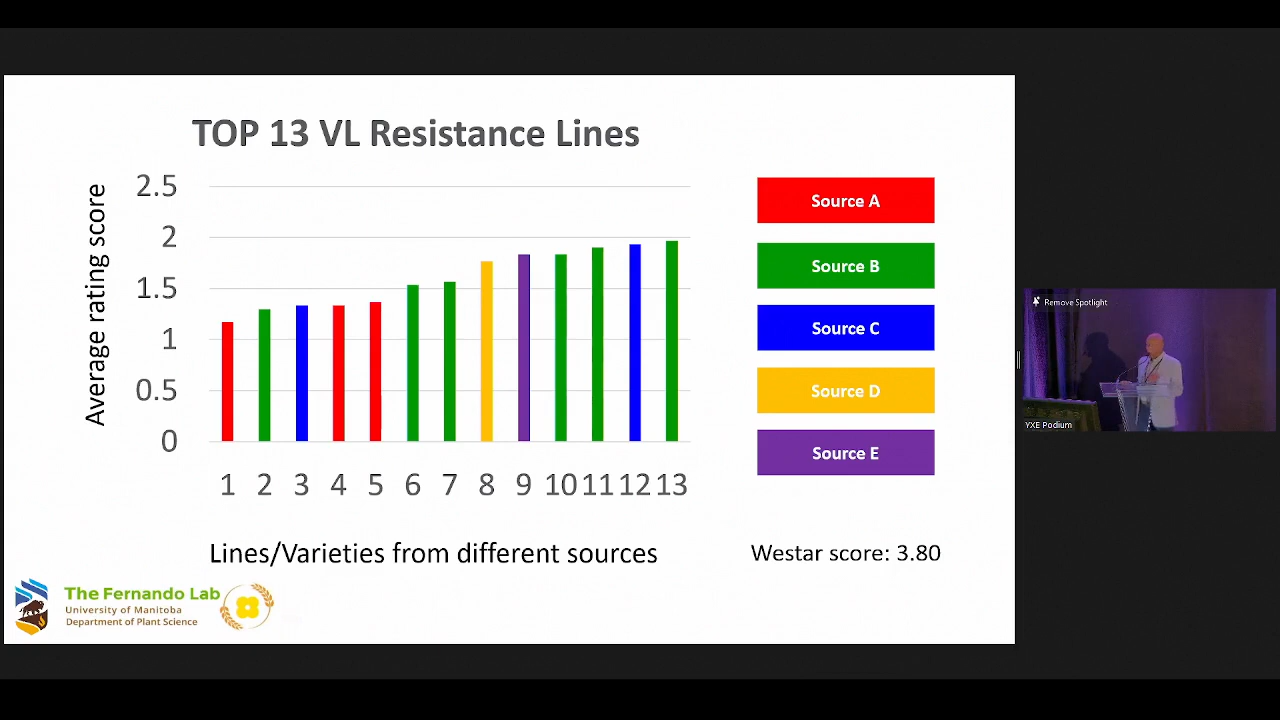 TOP 13 VL Resistance Lines
Average rating score
2.5
2
1.5
1
0.5
0
1 2 3 4 5 6 7 8 9 10 11 12 13
Lines/Varieties from different sources
Source A
Source B
Source C
Source D
Source E
Westar score: 3.80
The Fernando Lab
University of Manitoba
Department of Plant Science
Remove Spotlight
YXE Podium